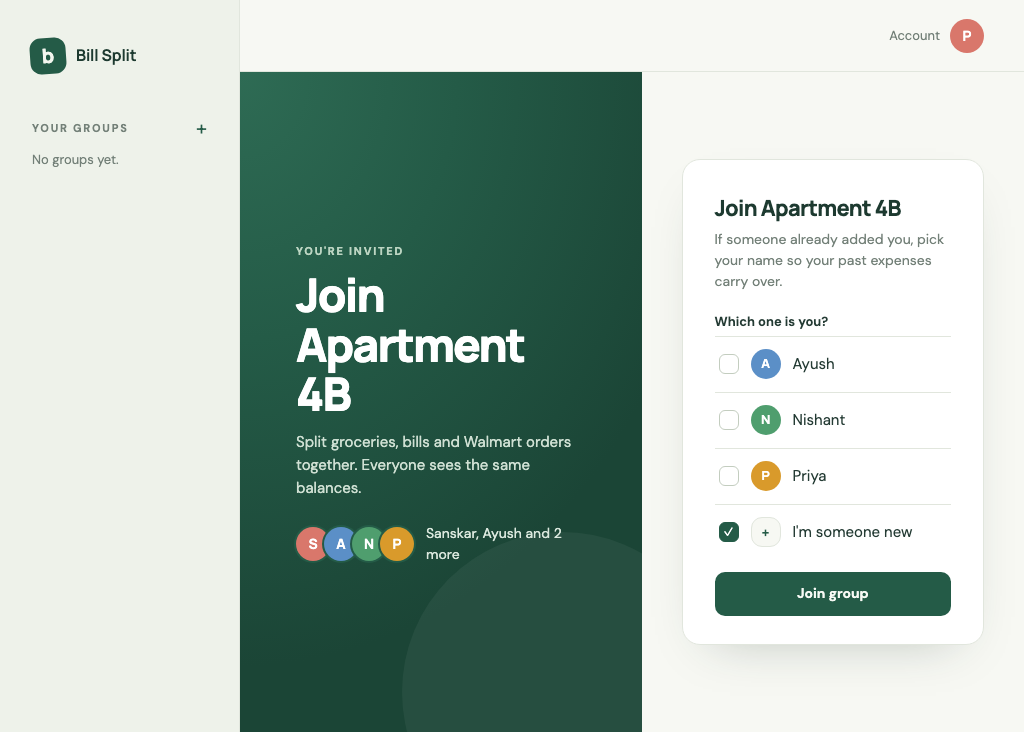 b
Bill Split
YOUR GROUPS
+
No groups yet.
Account
P
YOU'RE INVITED
Join
Apartment
4B
Split groceries, bills and Walmart orders
together. Everyone sees the same
balances.
S A N P
Sanskar, Ayush and 2
more
Join Apartment 4B
If someone already added you, pick
your name so your past expenses
carry over.
Which one is you?
A Ayush
N Nishant
P Priya
+ I'm someone new
Join group